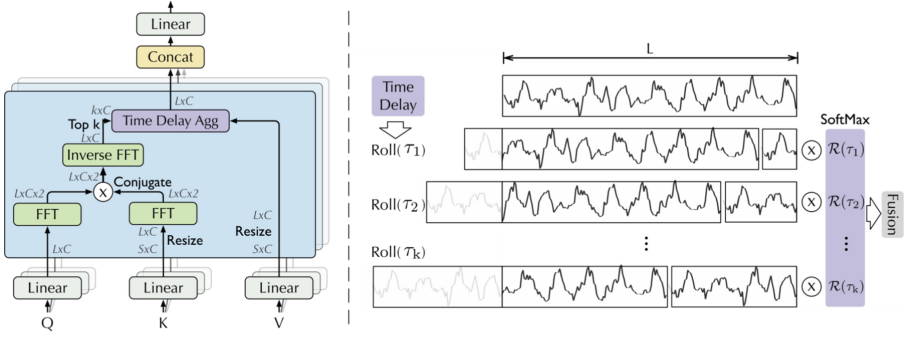 Linear
Concat
LxC
kxC
Time Delay Agg
Top k
LxC
Inverse FFT
LxCx2
Conjugate
X
LxCx2
LxCx2
FFT
FFT
LxC
LxC
Resize
SxC
LxC
Resize
SxC
Linear
Linear
Linear
Q
K
V
L
Time
Delay
SoftMax
Roll(τ₁)
X
R(τ₁)
Roll(τ₂)
X
R(τ₂)
Fusion
⋮
⋮
Roll(τₖ)
X
R(τₖ)